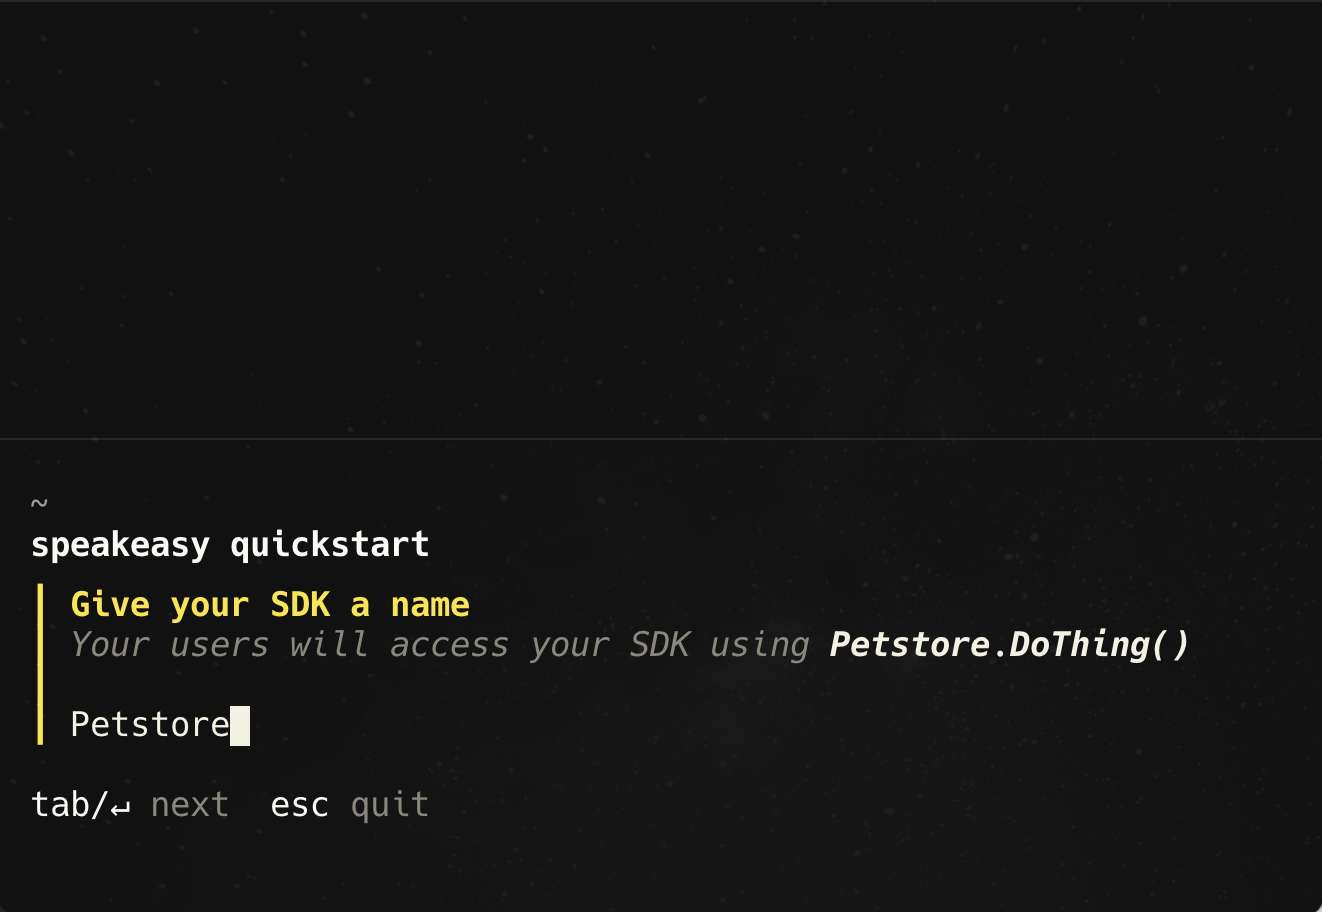 ~
speakeasy quickstart
Give your SDK a name
Your users will access your SDK using Petstore.DoThing()
Petstore
tab/↵ next  esc quit